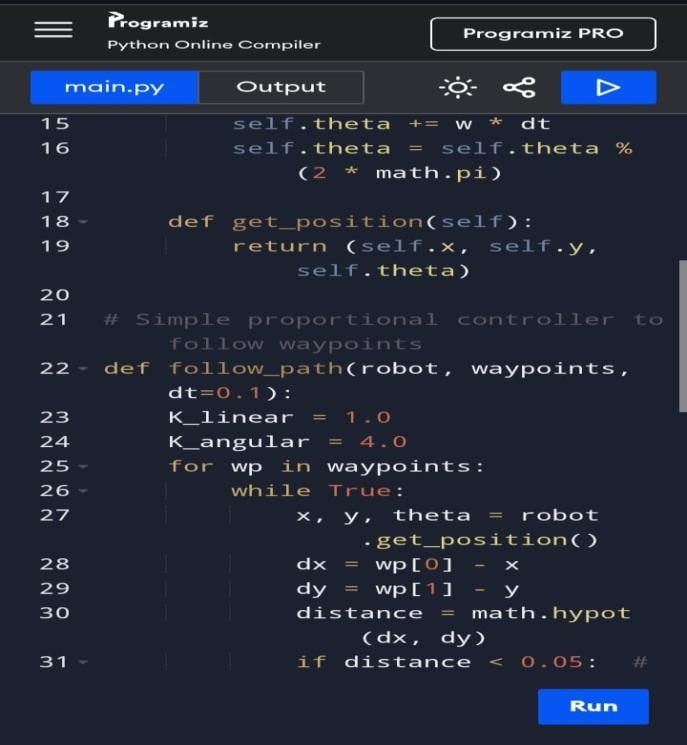 Programiz
Python Online Compiler
Programiz PRO
main.py
Output
15 self.theta += w * dt
16 self.theta = self.theta %
(2 * math.pi)
17
18 def get_position(self):
19 return (self.x, self.y,
self.theta)
20
21 # Simple proportional controller to
follow waypoints
22 def follow_path(robot, waypoints,
dt=0.1):
23 K_linear = 1.0
24 K_angular = 4.0
25 for wp in waypoints:
26 while True:
27 x, y, theta = robot
.get_position()
28 dx = wp[0] - x
29 dy = wp[1] - y
30 distance = math.hypot
(dx, dy)
31 if distance < 0.05: #
Run